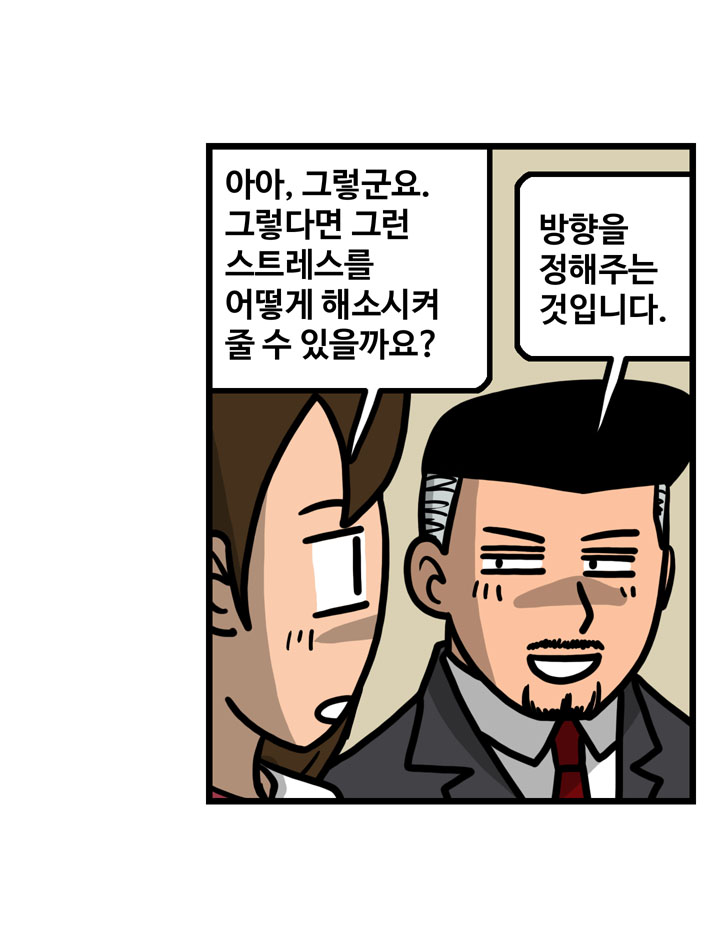 아아, 그렇군요.
그렇다면 그런
스트레스를
어떻게 해소시켜
줄 수 있을까요?
방향을
정해주는
것입니다.